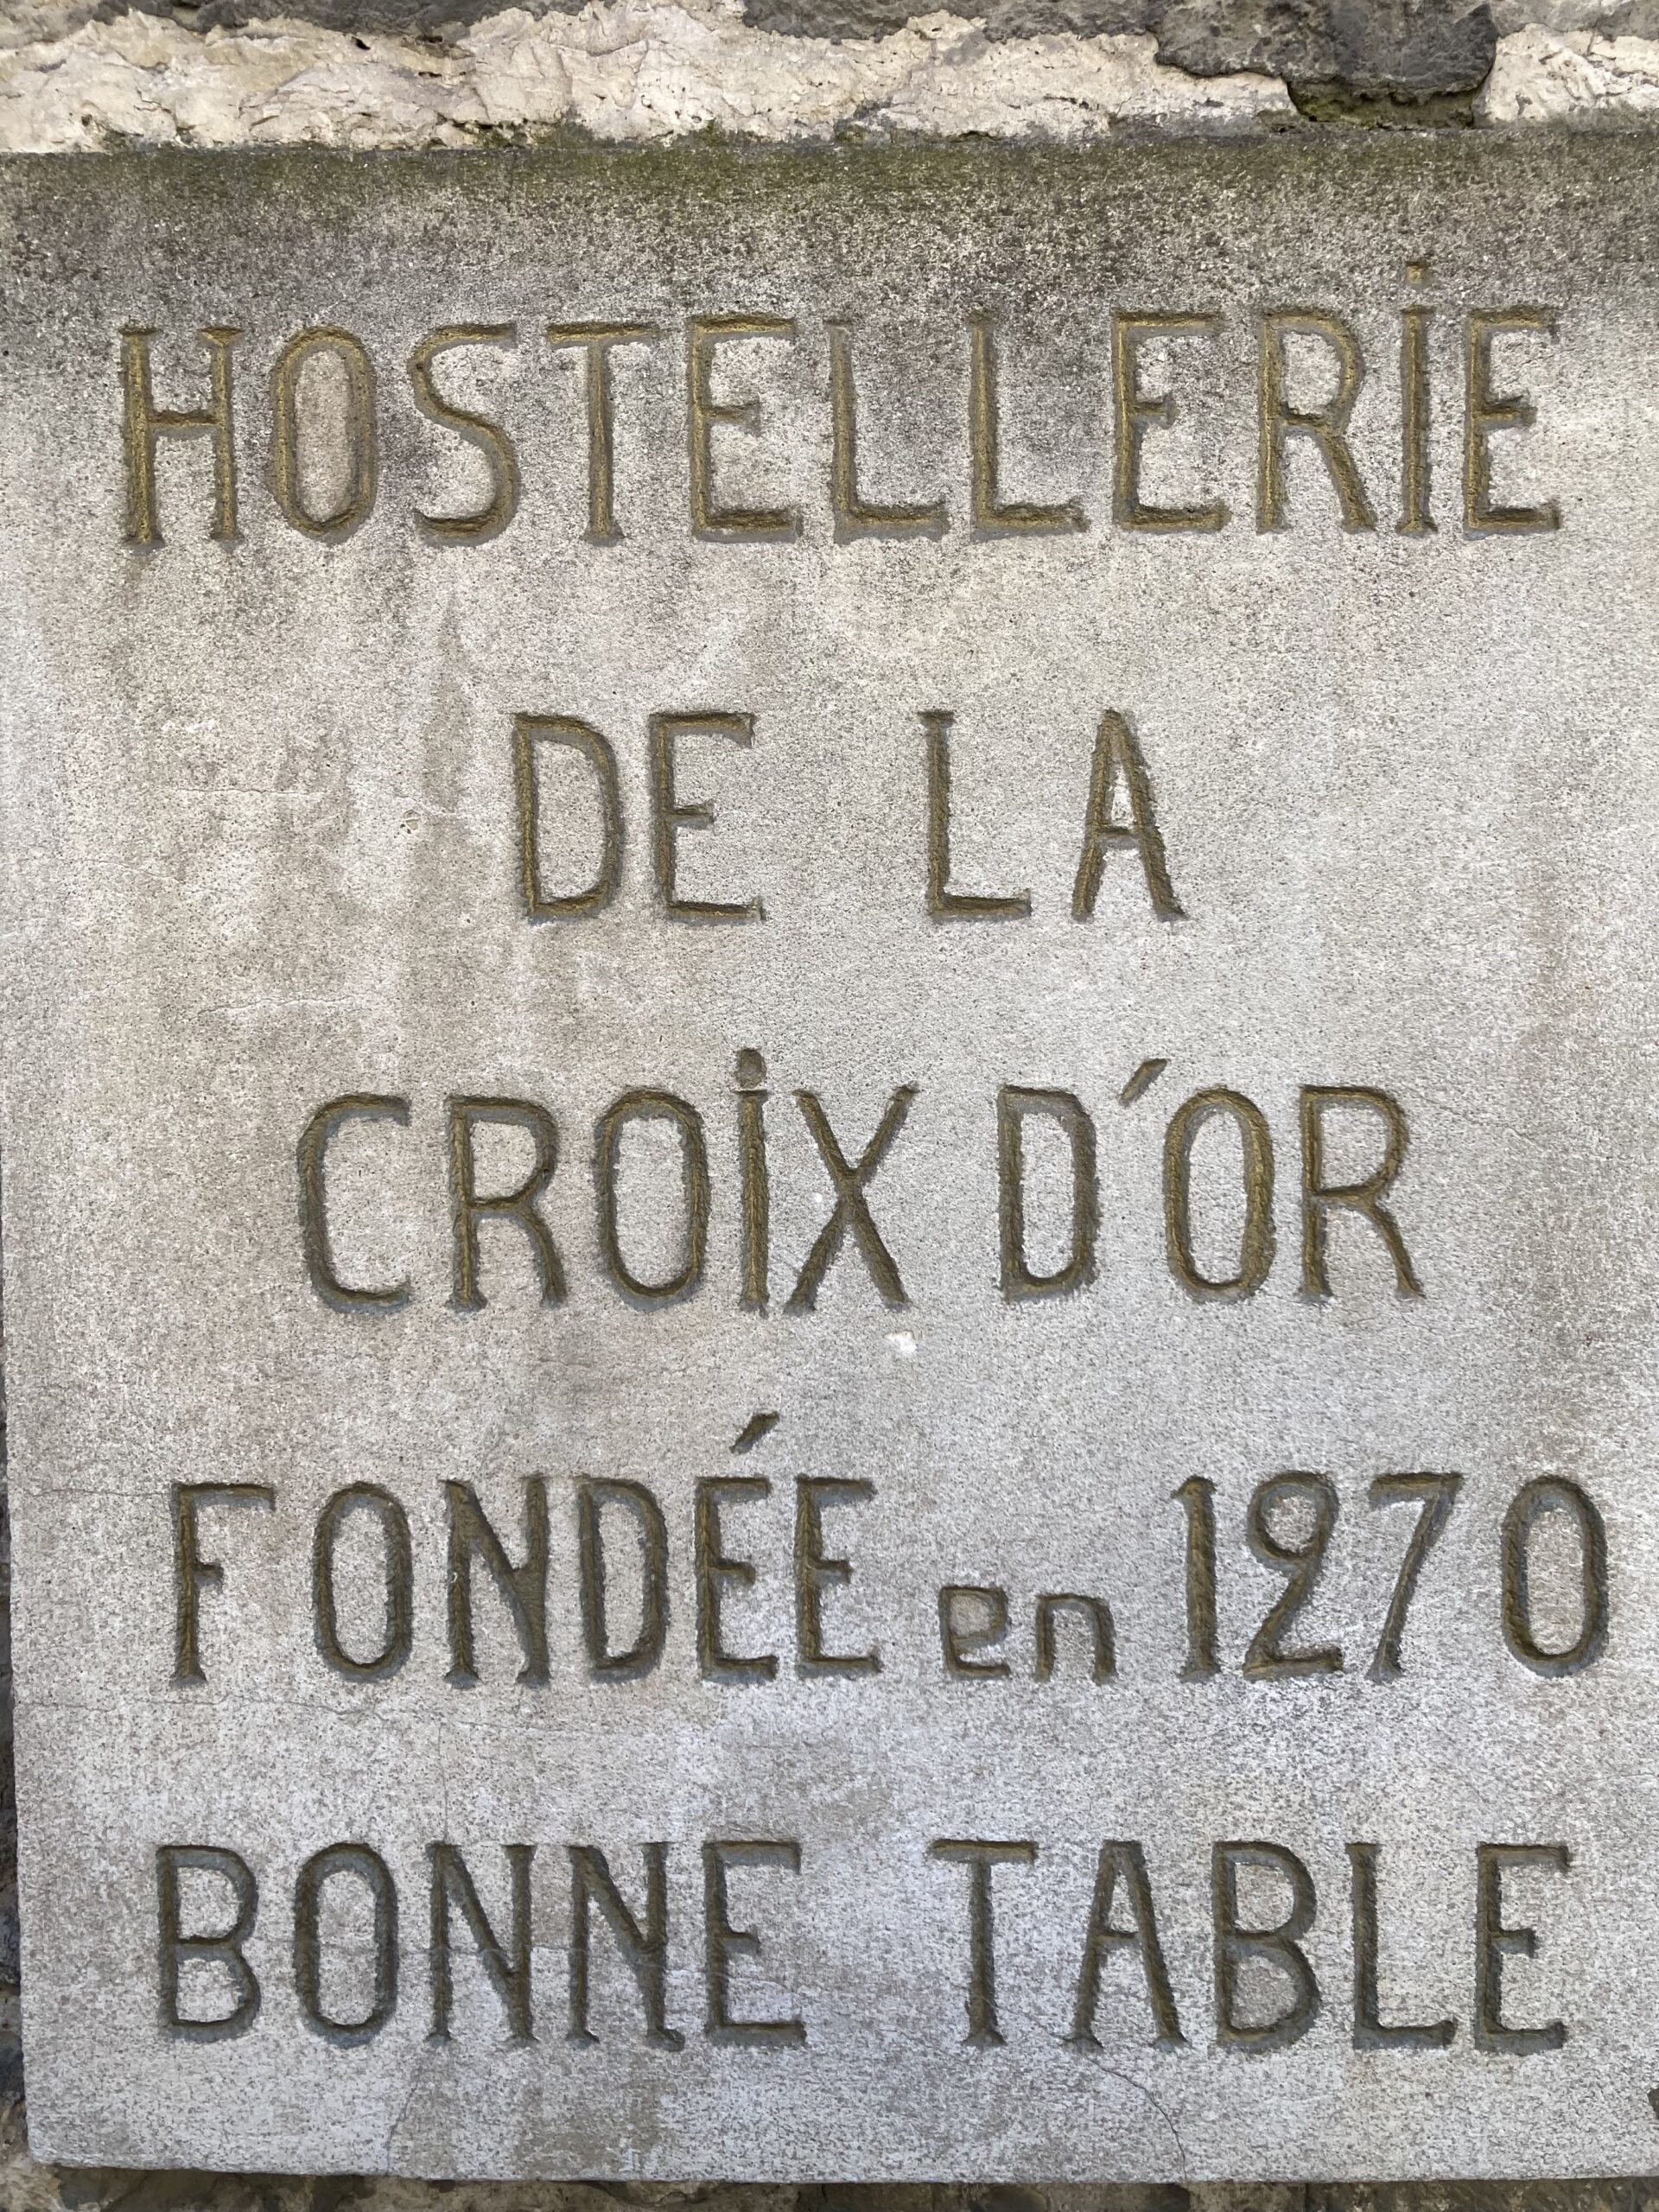 HOSTELLERiE
DE LA
CROiX D'OR
FONDÉE en 1270
BONNE TABLE